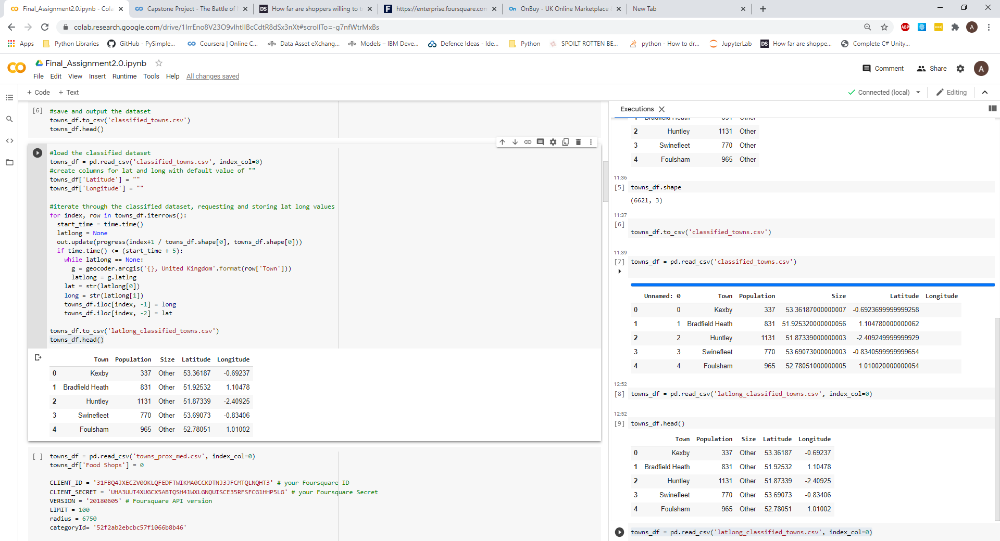 Final_Assignment2.0.ipynb - Cola
Capstone Project - The Battle of
How far are shoppers willing to t
https://enterprise.foursquare.com
OnBuy - UK Online Marketplace
New Tab
colab.research.google.com/drive/1IrrEno8V23O9vlhtIIBcCdtR8dSx3nXt#scrollTo=-g7nfWtrMxBs
ABP
A
Apps
Python Libraries
GitHub - PySimple...
Coursera | Online C...
Data Asset eXchang...
Models – IBM Deve...
Defence Ideas - Ide...
Python
SPOILT ROTTEN BE...
python - How to dr...
JupyterLab
DS
How far are shoppe...
Complete C# Unity...
Final_Assignment2.0.ipynb
File Edit View Insert Runtime Tools Help All changes saved
Comment
Share
A
+ Code + Text
Connected (local)
Editing
[6] #save and output the dataset
towns_df.to_csv('classified_towns.csv')
towns_df.head()
#load the classified dataset
towns_df = pd.read_csv('classified_towns.csv', index_col=0)
#create columns for lat and long with default value of ""
towns_df['Latitude'] = ""
towns_df['Longitude'] = ""
#iterate through the classified dataset, requesting and storing lat long values
for index, row in towns_df.iterrows():
start_time = time.time()
latlong = None
out.update(progress(index+1 / towns_df.shape[0], towns_df.shape[0]))
if time.time() <= (start_time + 5):
while latlong == None:
g = geocoder.arcgis('{}, United Kingdom'.format(row['Town']))
latlong = g.latlng
lat = str(latlong[0])
long = str(latlong[1])
towns_df.iloc[index, -1] = long
towns_df.iloc[index, -2] = lat
towns_df.to_csv('latlong_classified_towns.csv')
towns_df.head()
Town Population Size Latitude Longitude
0 Kexby 337 Other 53.36187 -0.69237
1 Bradfield Heath 831 Other 51.92532 1.10478
2 Huntley 1131 Other 51.87339 -2.40925
3 Swinefleet 770 Other 53.69073 -0.83406
4 Foulsham 965 Other 52.78051 1.01002
[ ] towns_df = pd.read_csv('towns_prox_med.csv', index_col=0)
towns_df['Food Shops'] = 0
CLIENT_ID = '31FBQ4JXECZV0OKLQFEDFTWIKMA0CCKDTNJ3JFCMTQLNQHT3' # your Foursquare ID
CLIENT_SECRET = 'UHA3UUT4XUGCX5ABTQSH41WXLGNQUISCE35RFSFCG1HHP5LG' # your Foursquare Secret
VERSION = '20180605' # Foursquare API version
LIMIT = 100
radius = 6750
categoryId= '52f2ab2ebcbc57f1066b8b46'
Executions
1 Bradfield Heath 831 Other
2 Huntley 1131 Other
3 Swinefleet 770 Other
4 Foulsham 965 Other
11:36
[5] towns_df.shape
(6621, 3)
11:37
[6]
towns_df.to_csv('classified_towns.csv')
11:39
[7] towns_df = pd.read_csv('classified_towns.csv')
Unnamed: 0 Town Population Size Latitude Longitude
0 0 Kexby 337 53.36187000000007 -0.6923699999999258
1 1 Bradfield Heath 831 51.925320000000056 1.104780000000062
2 2 Huntley 1131 51.87339000000003 -2.409249999999929
3 3 Swinefleet 770 53.69073000000003 -0.8340599999999654
4 4 Foulsham 965 52.78051000000005 1.010020000000054
12:52
[8] towns_df = pd.read_csv('latlong_classified_towns.csv', index_col=0)
12:52
[9] towns_df.head()
Town Population Size Latitude Longitude
0 Kexby 337 Other 53.36187 -0.69237
1 Bradfield Heath 831 Other 51.92532 1.10478
2 Huntley 1131 Other 51.87339 -2.40925
3 Swinefleet 770 Other 53.69073 -0.83406
4 Foulsham 965 Other 52.78051 1.01002
towns_df = pd.read_csv('latlong_classified_towns.csv', index_col=0)